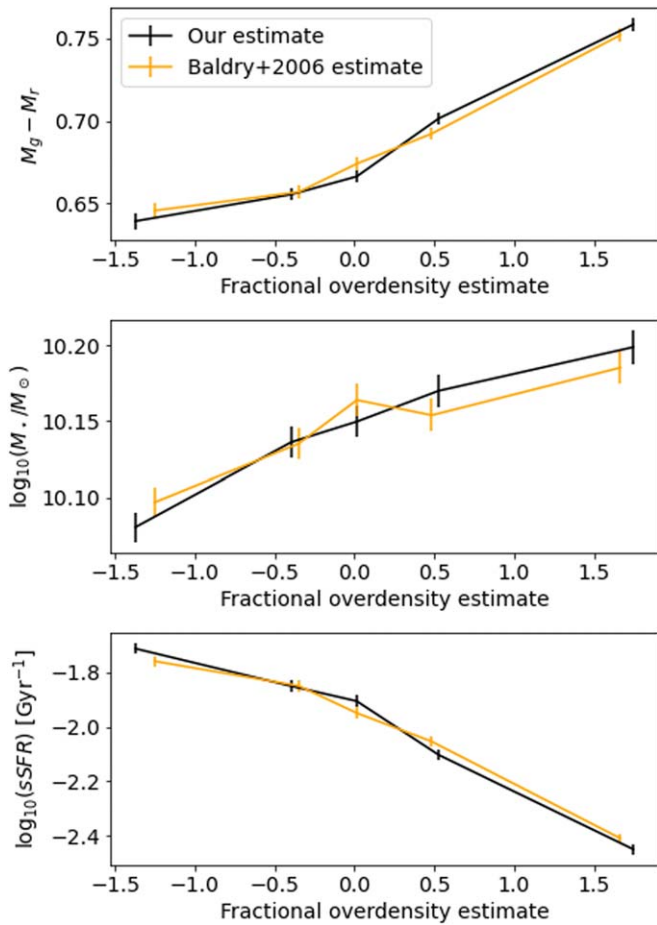 Our estimate
Baldry+2006 estimate
M_g − M_r
0.75
0.70
0.65
−1.5 −1.0 −0.5 0.0 0.5 1.0 1.5
Fractional overdensity estimate
log₁₀(M⋆/M⊙)
10.20
10.15
10.10
−1.5 −1.0 −0.5 0.0 0.5 1.0 1.5
Fractional overdensity estimate
log₁₀(sSFR) [Gyr⁻¹]
−1.8
−2.0
−2.2
−2.4
−1.5 −1.0 −0.5 0.0 0.5 1.0 1.5
Fractional overdensity estimate